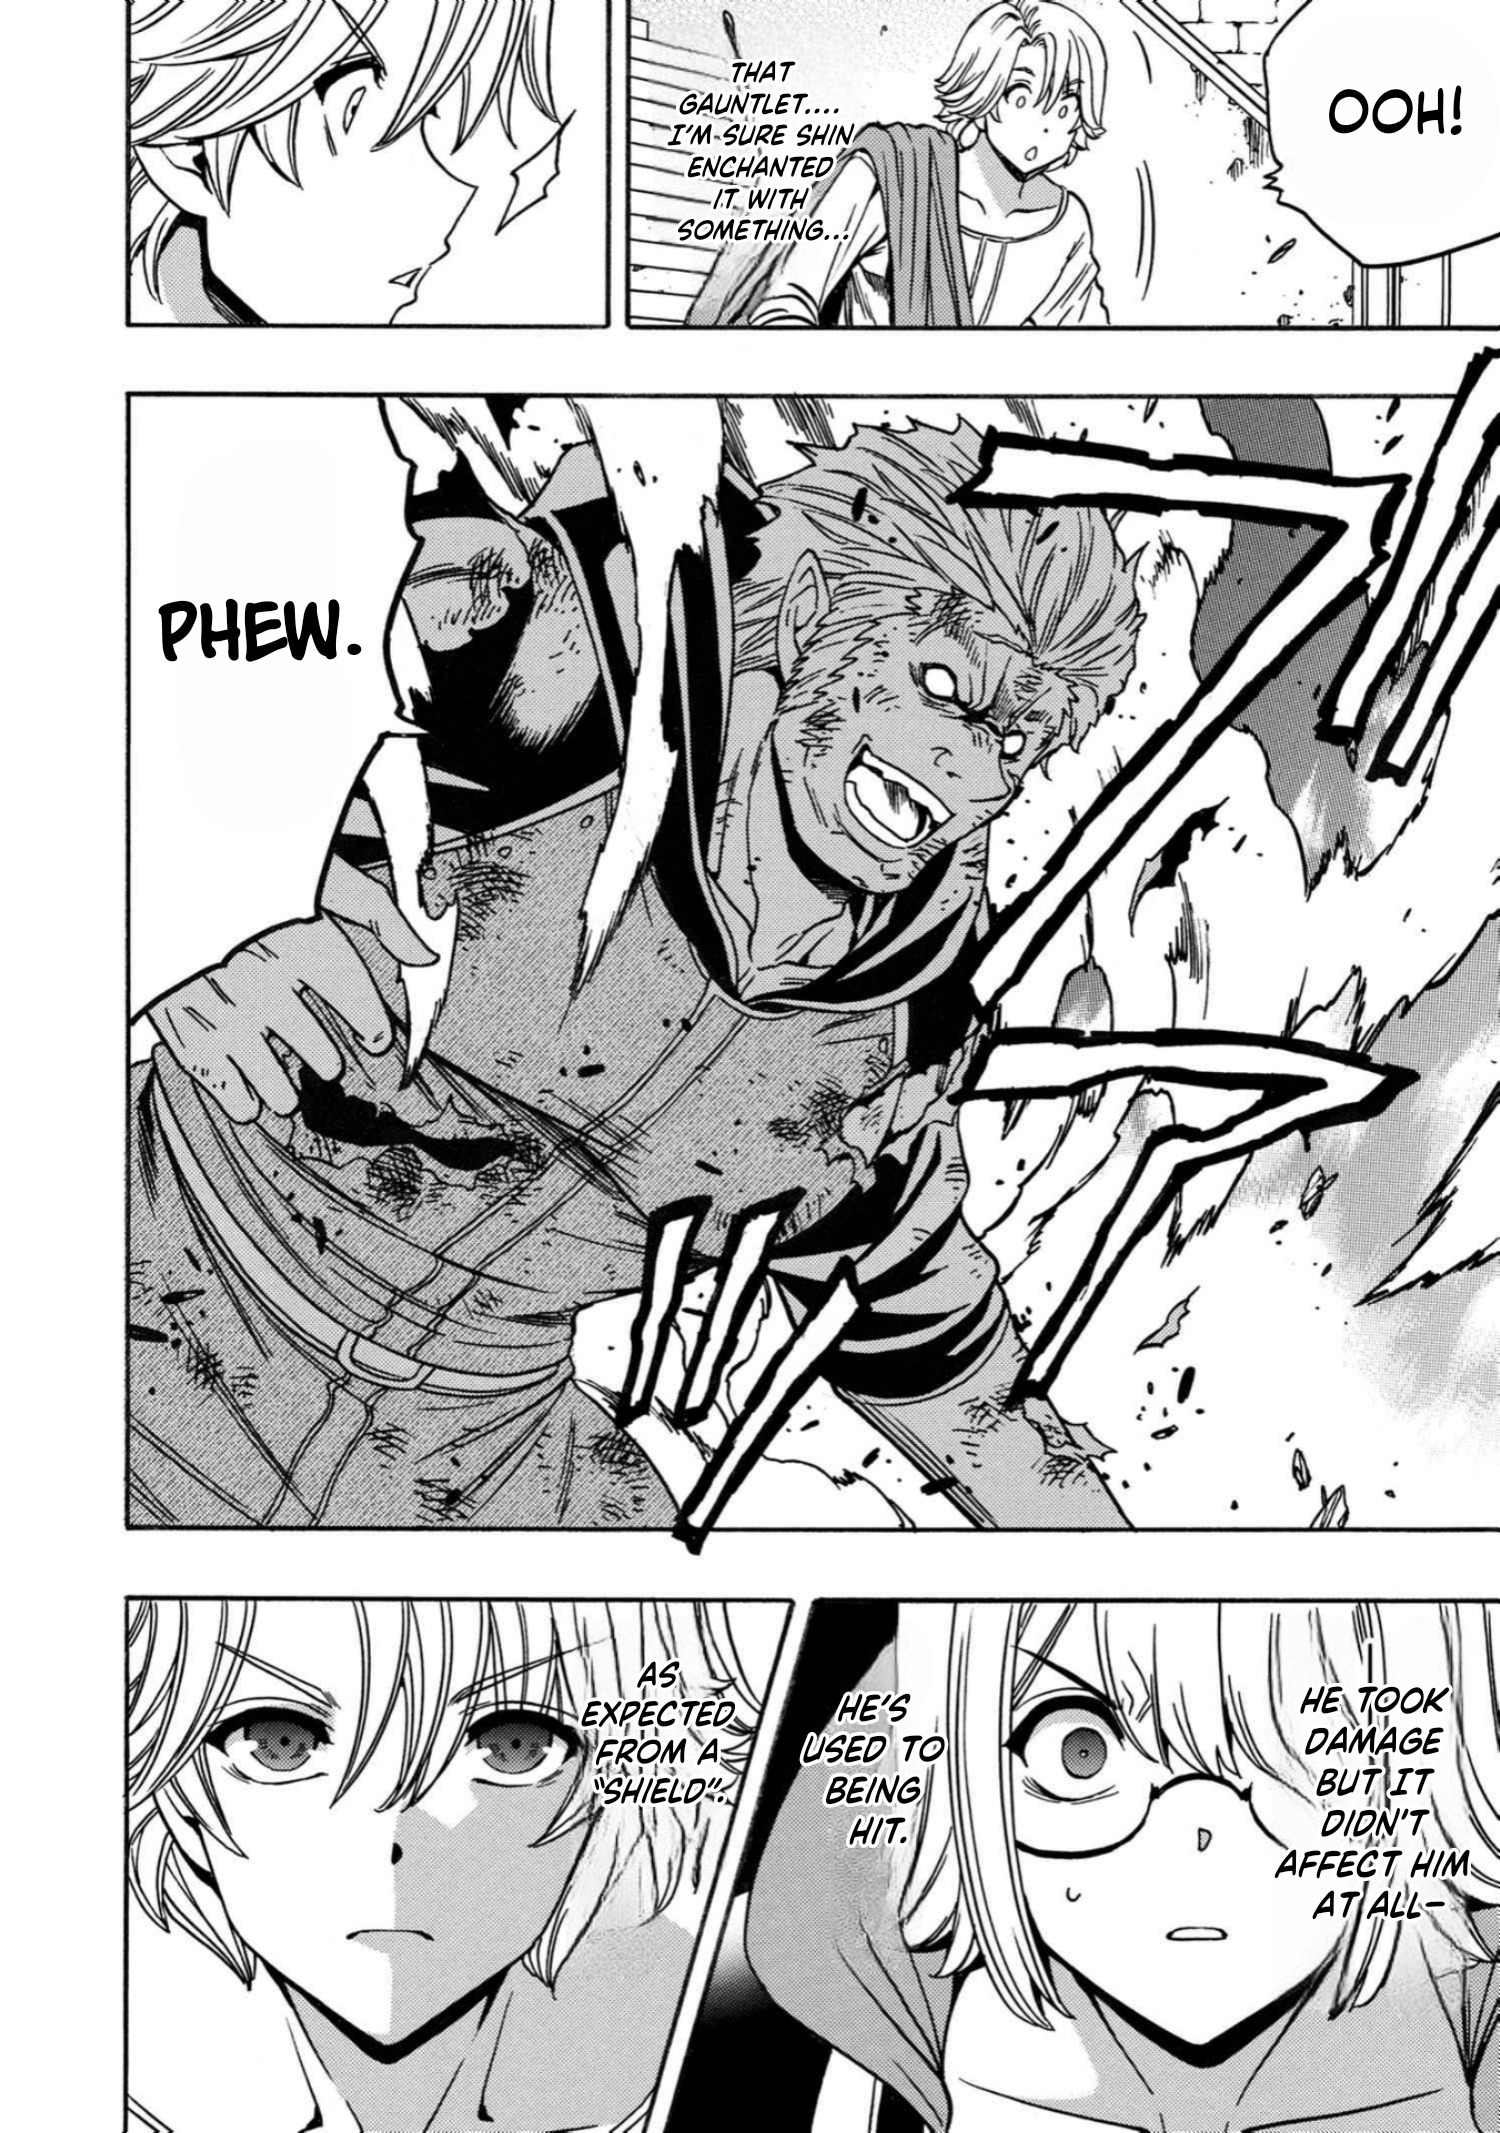 OOH!
THAT
GAUNTLET....
I'M SURE SHIN
ENCHANTED
IT WITH
SOMETHING...
PHEW.
HE TOOK
DAMAGE
BUT IT
DIDN'T
AFFECT HIM
AT ALL-
HE'S
USED TO
BEING
HIT.
AS
EXPECTED
FROM A
"SHIELD".